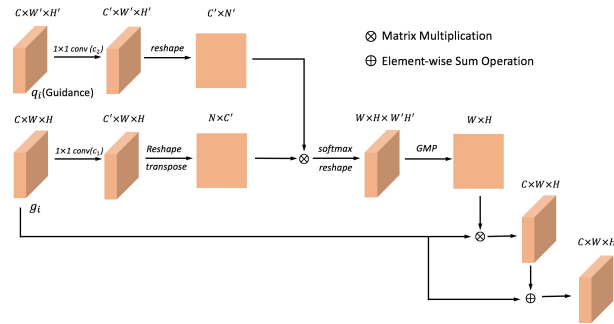 C×W'×H'
1×1 conv(c₂)
C'×W'×H'
reshape
C'×N'
qᵢ(Guidance)
⊗ Matrix Multiplication
⊕ Element-wise Sum Operation
C×W×H
1×1 conv(c₁)
C'×W×H
Reshape
transpose
N×C'
softmax
reshape
W×H×W'H'
GMP
W×H
gᵢ
C×W×H
C×W×H